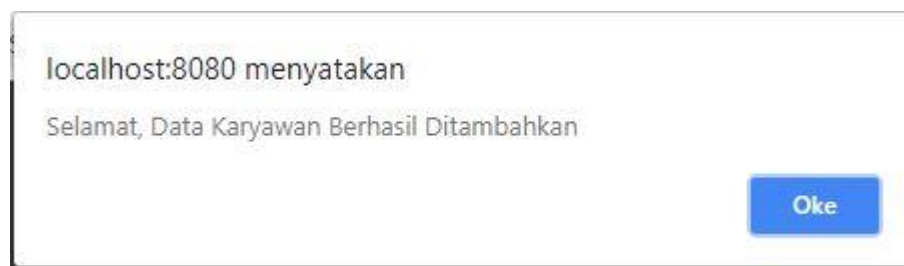 localhost:8080 menyatakan
Selamat, Data Karyawan Berhasil Ditambahkan
Oke